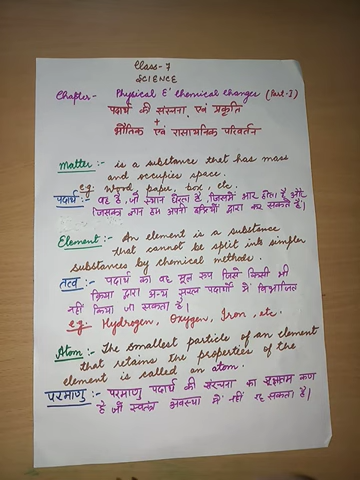 Class-7
SCIENCE
Chapter- Physical & Chemical Changes (Part-I)
पदार्थ की संरचना एवं प्रकृति
+
भौतिक एवं रासायनिक परिवर्तन
Matter :- is a substance that has mass
and occupies space.
eg: Wood, paper, box, etc.
पदार्थ :- वह है, जो स्थान घेरता है, जिसमें भार होता है और
जिसका ज्ञान हम अपनी इंद्रियों द्वारा कर सकते हैं।
Element :- An element is a substance
that cannot be split into simpler
substances by chemical methods.
तत्व :- पदार्थ का वह मूल रूप जिसे किसी भी
क्रिया द्वारा अन्य सरल पदार्थों में विभाजित
नहीं किया जा सकता है।
eg: Hydrogen, Oxygen, Iron, etc.
Atom :- The smallest particle of an element
that retains the properties of the
element is called an atom.
परमाणु :- परमाणु पदार्थ की संरचना का सूक्ष्मतम कण
है जो स्वतंत्र अवस्था में नहीं रह सकता है।